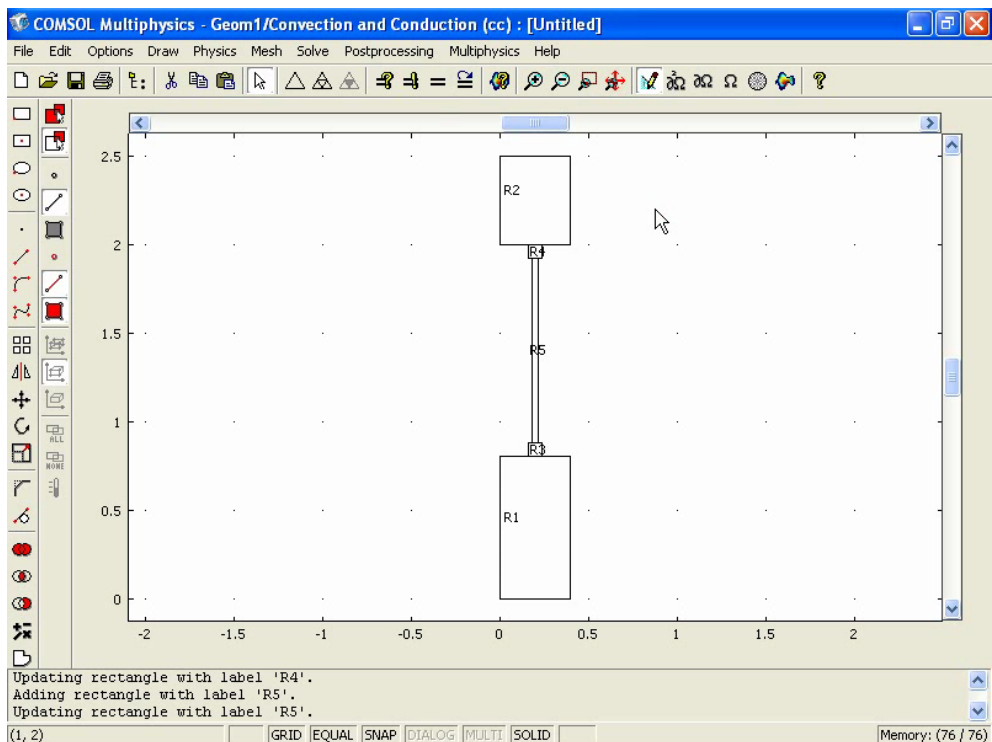 COMSOL Multiphysics - Geom1/Convection and Conduction (cc) : [Untitled]
File Edit Options Draw Physics Mesh Solve Postprocessing Multiphysics Help
2.5
R2
2
R4
1.5
R5
1
R3
0.5
R1
0
-2 -1.5 -1 -0.5 0 0.5 1 1.5 2
ALL
NONE
Updating rectangle with label 'R4'.
Adding rectangle with label 'R5'.
Updating rectangle with label 'R5'.
(1, 2) GRID EQUAL SNAP DIALOG MULTI SOLID Memory: (76 / 76)